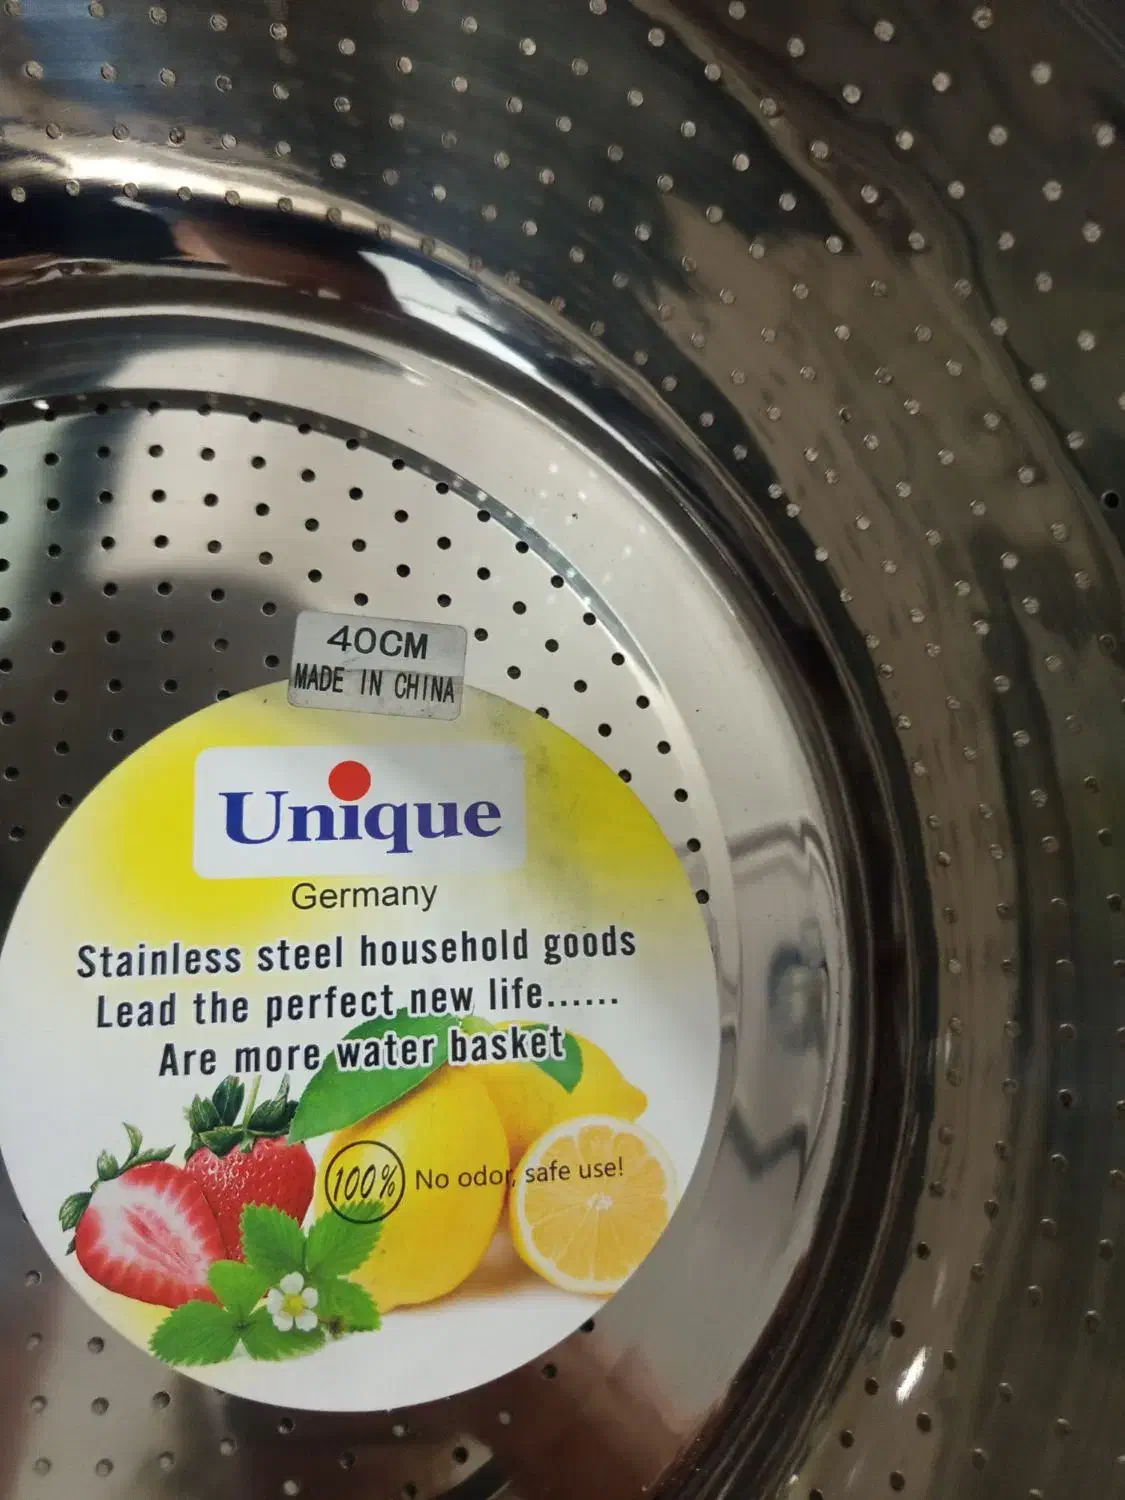 40CM
MADE IN CHINA
Unique
Germany
Stainless steel household goods
Lead the perfect new life......
Are more water basket
100% No odor, safe use!